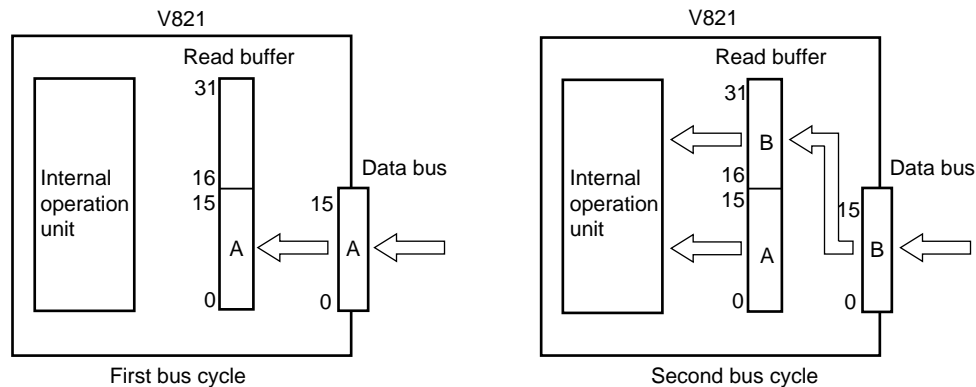 V821
Read buffer
31
16
15
0
A
Internal
operation
unit
Data bus
15
0
A
First bus cycle
V821
Read buffer
31
16
15
0
B
A
Internal
operation
unit
Data bus
15
0
B
Second bus cycle